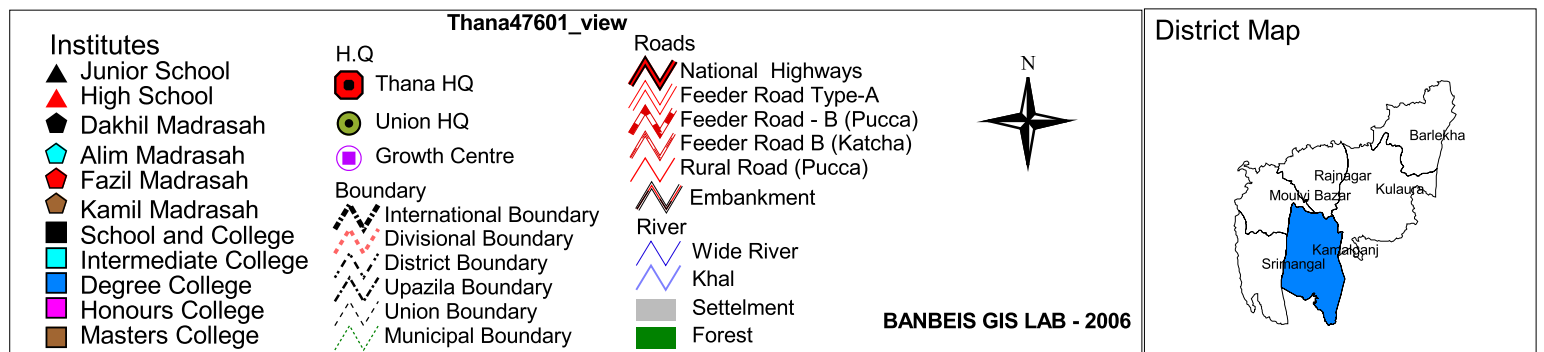 Thana47601_view
Institutes
Junior School
High School
Dakhil Madrasah
Alim Madrasah
Fazil Madrasah
Kamil Madrasah
School and College
Intermediate College
Degree College
Honours College
Masters College
H.Q
Thana HQ
Union HQ
Growth Centre
Boundary
International Boundary
Divisional Boundary
District Boundary
Upazila Boundary
Union Boundary
Municipal Boundary
Roads
National Highways
Feeder Road Type-A
Feeder Road - B (Pucca)
Feeder Road B (Katcha)
Rural Road (Pucca)
Embankment
River
Wide River
Khal
Settelment
Forest
N
BANBEIS GIS LAB - 2006
District Map
Barlekha
Rajnagar
Kulaura
Moulvi Bazar
Kamalganj
Srimangal